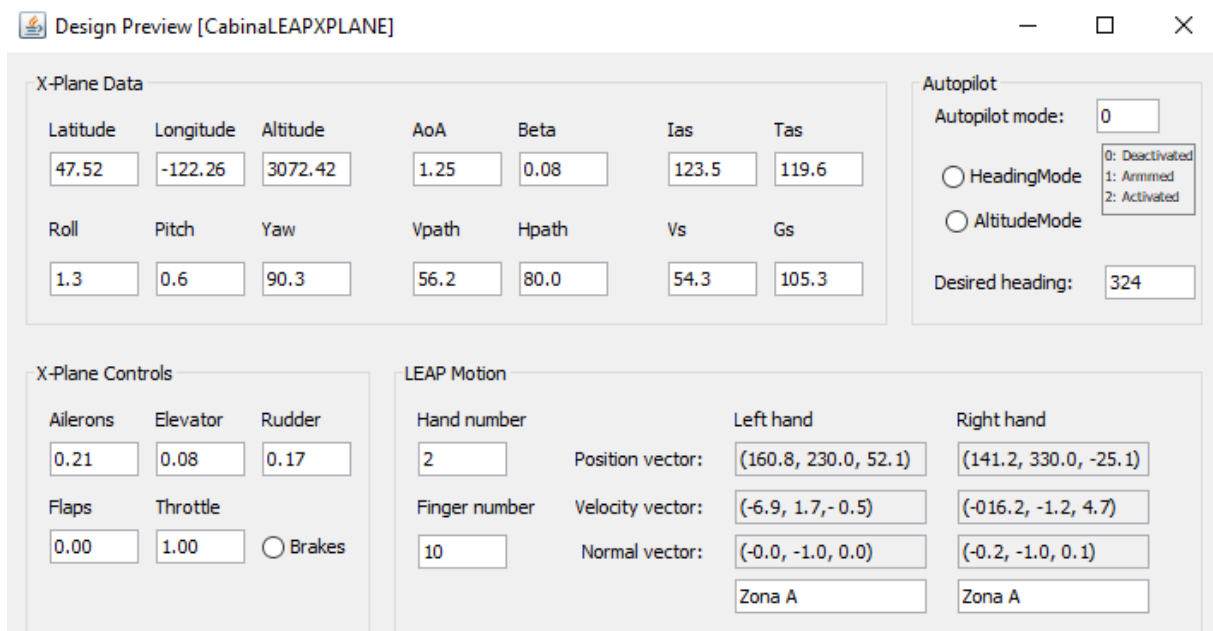 Design Preview [CabinaLEAPXPLANE]
X-Plane Data
Latitude Longitude Altitude AoA Beta Ias Tas
47.52 -122.26 3072.42 1.25 0.08 123.5 119.6
Roll Pitch Yaw Vpath Hpath Vs Gs
1.3 0.6 90.3 56.2 80.0 54.3 105.3
Autopilot
Autopilot mode: 0
0: Deactivated
1: Armmed
2: Activated
HeadingMode
AltitudeMode
Desired heading: 324
X-Plane Controls
Ailerons Elevator Rudder
0.21 0.08 0.17
Flaps Throttle
0.00 1.00 Brakes
LEAP Motion
Hand number Left hand Right hand
2 Position vector: (160.8, 230.0, 52.1) (141.2, 330.0, -25.1)
Finger number Velocity vector: (-6.9, 1.7,- 0.5) (-016.2, -1.2, 4.7)
10 Normal vector: (-0.0, -1.0, 0.0) (-0.2, -1.0, 0.1)
Zona A Zona A